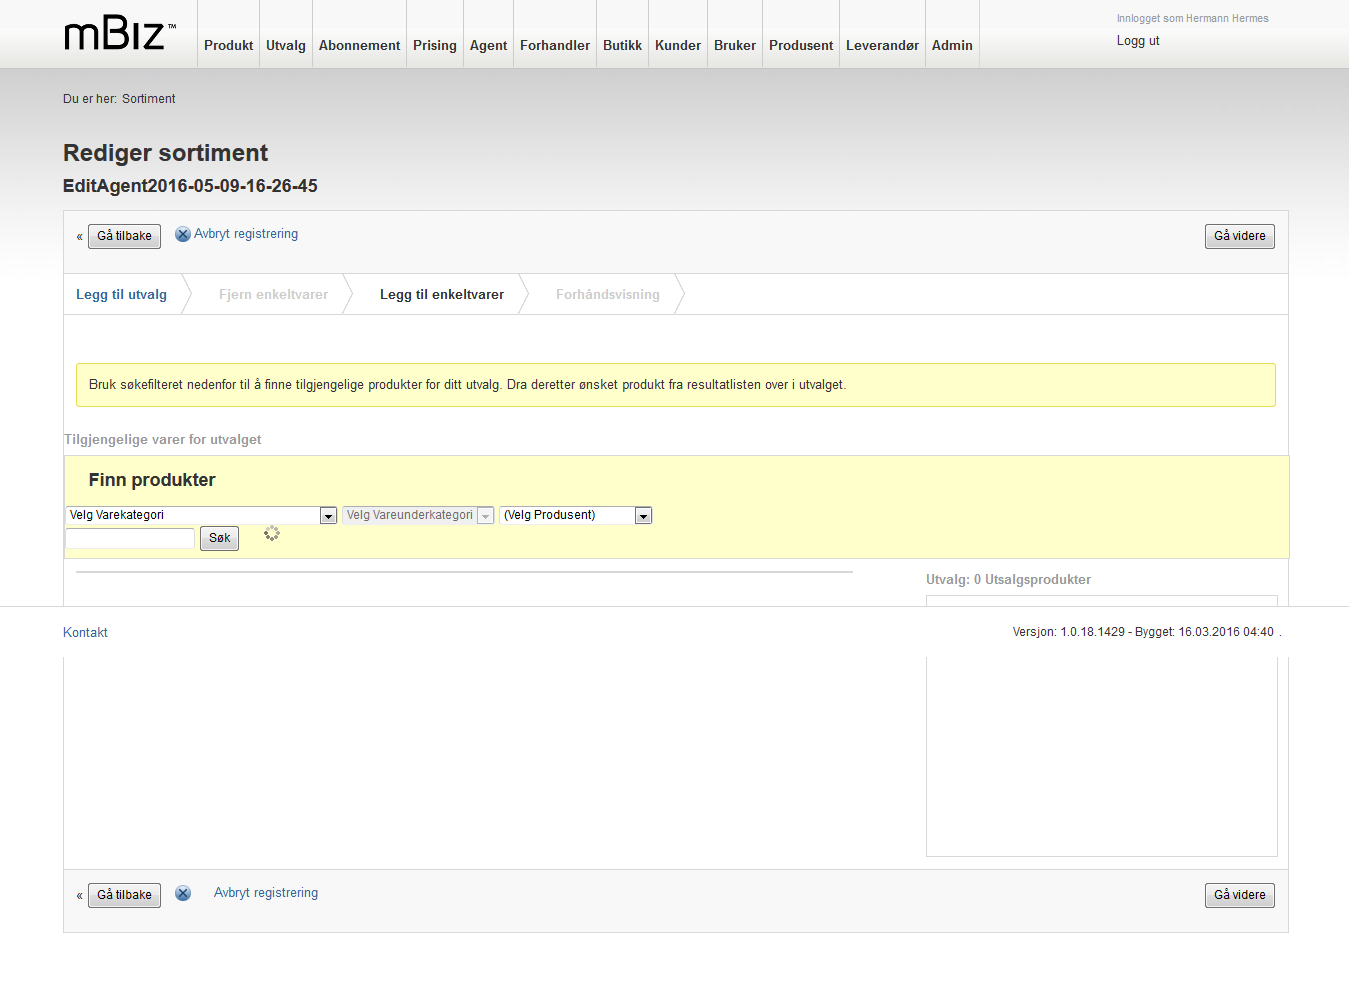 mBiz™
Produkt Utvalg Abonnement Prising Agent Forhandler Butikk Kunder Bruker Produsent Leverandør Admin
Innlogget som Hermann Hermes
Logg ut
Du er her: Sortiment
Rediger sortiment
EditAgent2016-05-09-16-26-45
« Gå tilbake Avbryt registrering Gå videre
Legg til utvalg Fjern enkeltvarer Legg til enkeltvarer Forhåndsvisning
Bruk søkefilteret nedenfor til å finne tilgjengelige produkter for ditt utvalg. Dra deretter ønsket produkt fra resultatlisten over i utvalget.
Tilgjengelige varer for utvalget
Finn produkter
Velg Varekategori Velg Vareunderkategori (Velg Produsent)
Søk
Utvalg: 0 Utsalgsprodukter
Kontakt Versjon: 1.0.18.1429 - Bygget: 16.03.2016 04:40 .
« Gå tilbake Avbryt registrering Gå videre